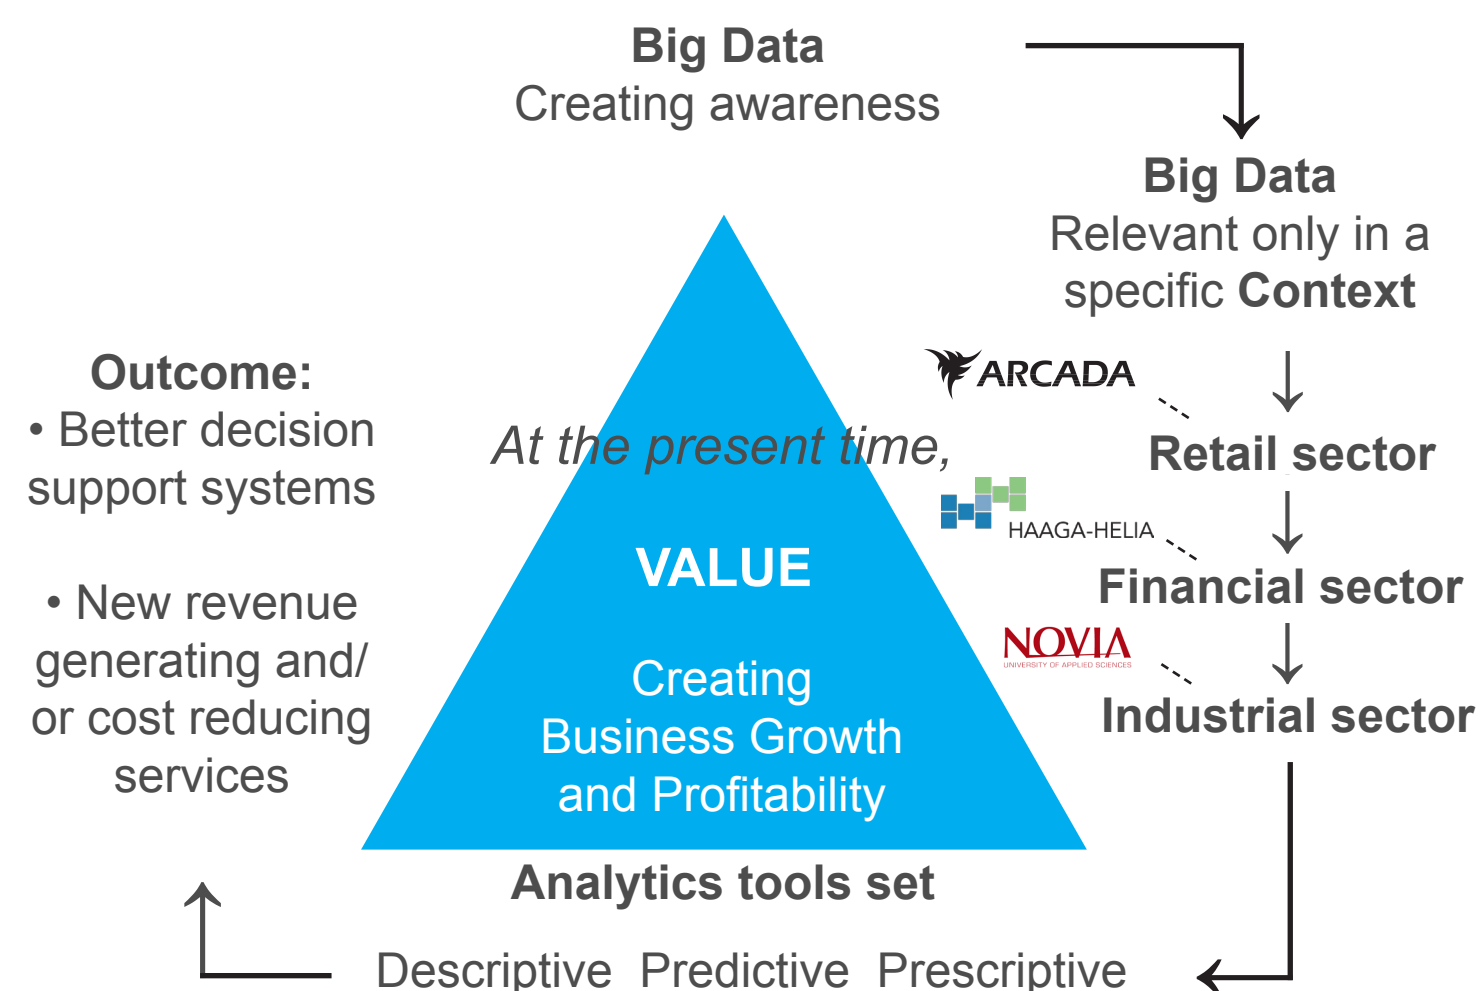 Big Data
Creating awareness
Big Data
Relevant only in a
specific Context
ARCADA
Retail sector
HAAGA-HELIA
Financial sector
NOVIA
UNIVERSITY OF APPLIED SCIENCES
Industrial sector
Outcome:
• Better decision
support systems
• New revenue
generating and/
or cost reducing
services
At the present time,
VALUE
Creating
Business Growth
and Profitability
Analytics tools set
Descriptive Predictive Prescriptive